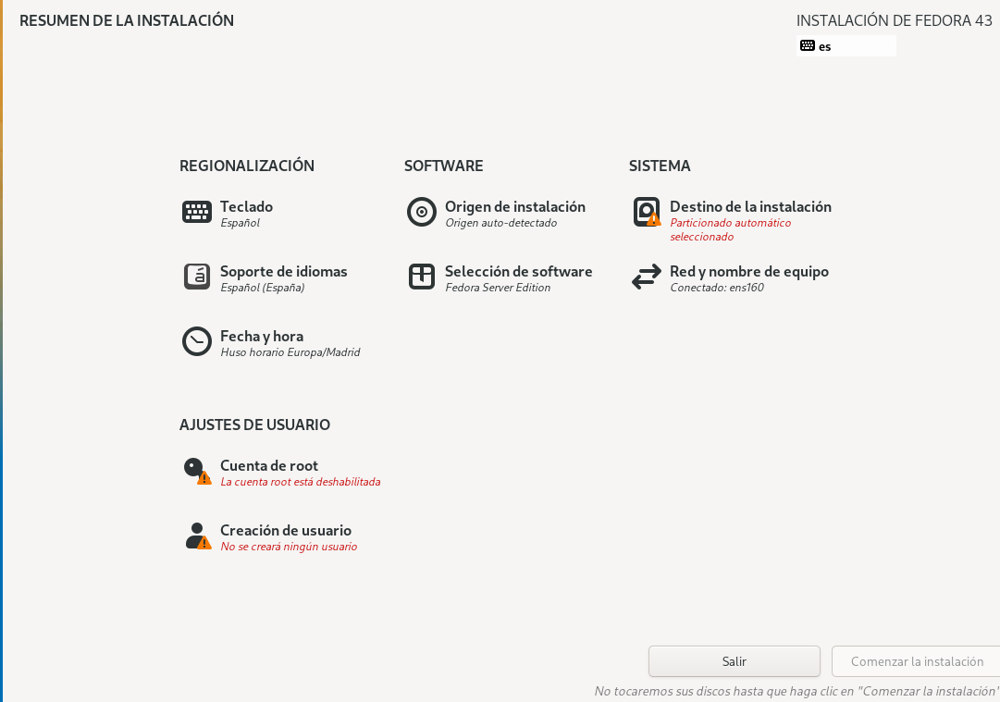 RESUMEN DE LA INSTALACIÓN
INSTALACIÓN DE FEDORA 43
es
REGIONALIZACIÓN
Teclado
Español
Soporte de idiomas
Español (España)
Fecha y hora
Huso horario Europa/Madrid
SOFTWARE
Origen de instalación
Origen auto-detectado
Selección de software
Fedora Server Edition
SISTEMA
Destino de la instalación
Particionado automático
seleccionado
Red y nombre de equipo
Conectado: ens160
AJUSTES DE USUARIO
Cuenta de root
La cuenta root está deshabilitada
Creación de usuario
No se creará ningún usuario
Salir
Comenzar la instalación
No tocaremos sus discos hasta que haga clic en "Comenzar la instalación"